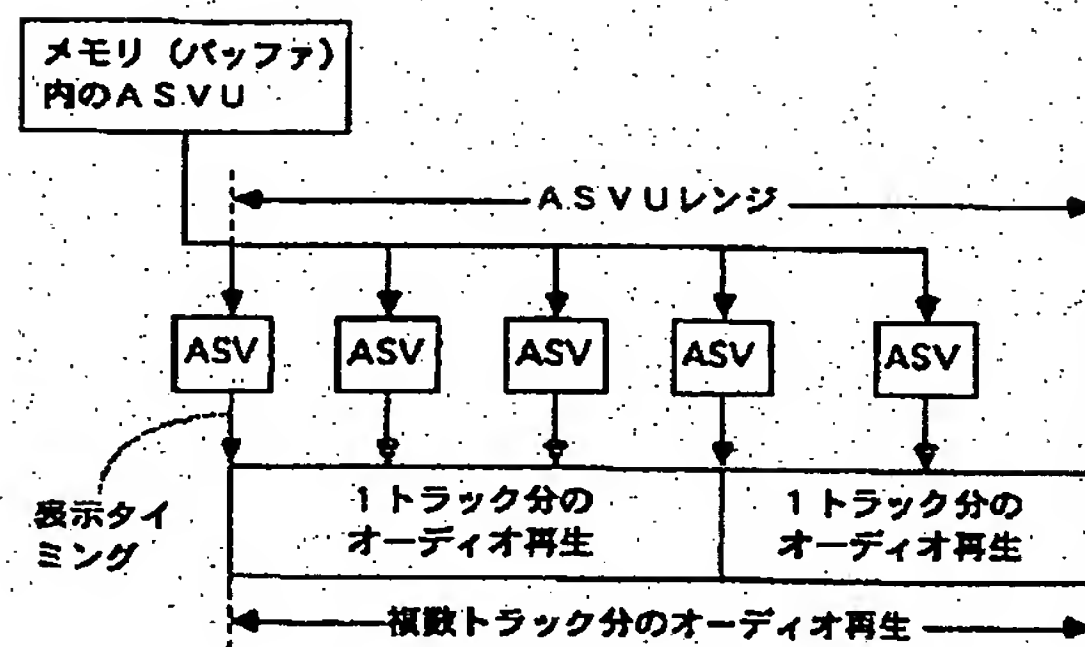 メモリ（バッファ）
内のASVU
ASVUレンジ
ASV
ASV
ASV
ASV
ASV
表示タイ
ミング
1トラック分の
オーディオ再生
1トラック分の
オーディオ再生
複数トラック分のオーディオ再生